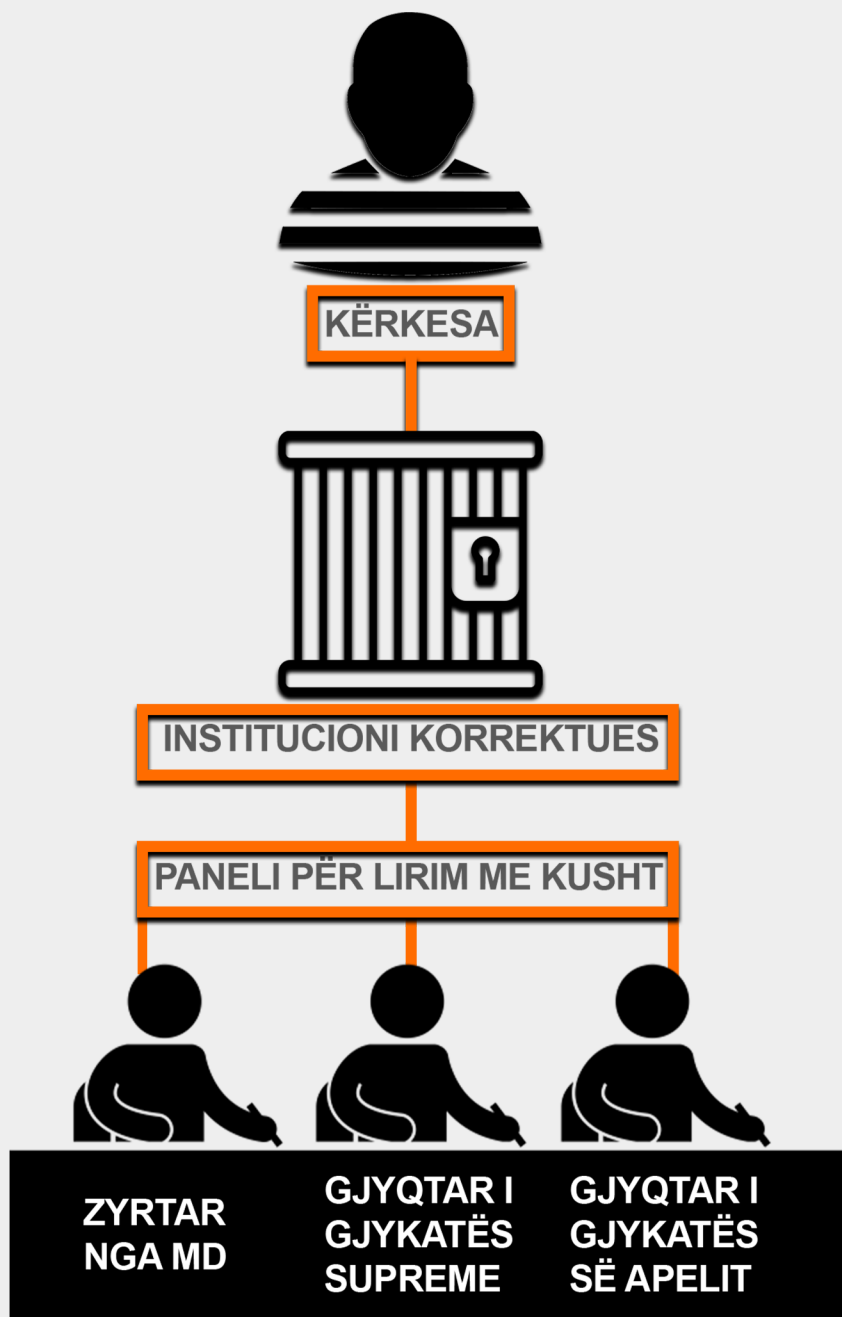 KËRKESA
INSTITUCIONI KORREKTUES
PANELI PËR LIRIM ME KUSHT
ZYRTAR
NGA MD
GJYQTAR I
GJYKATËS
SUPREME
GJYQTAR I
GJYKATËS
SË APELIT